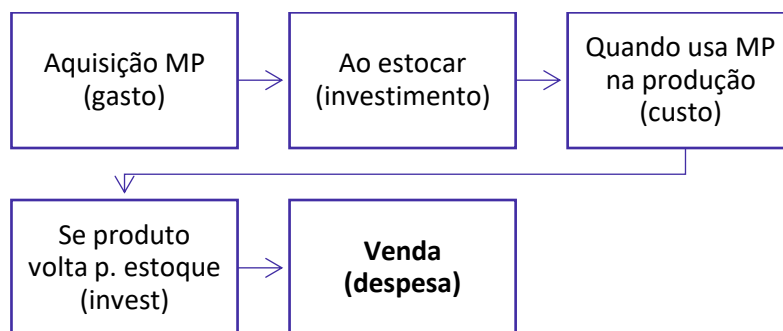 Aquisição MP
(gasto)
Ao estocar
(investimento)
Quando usa MP
na produção
(custo)
Se produto
volta p. estoque
(invest)
Venda
(despesa)